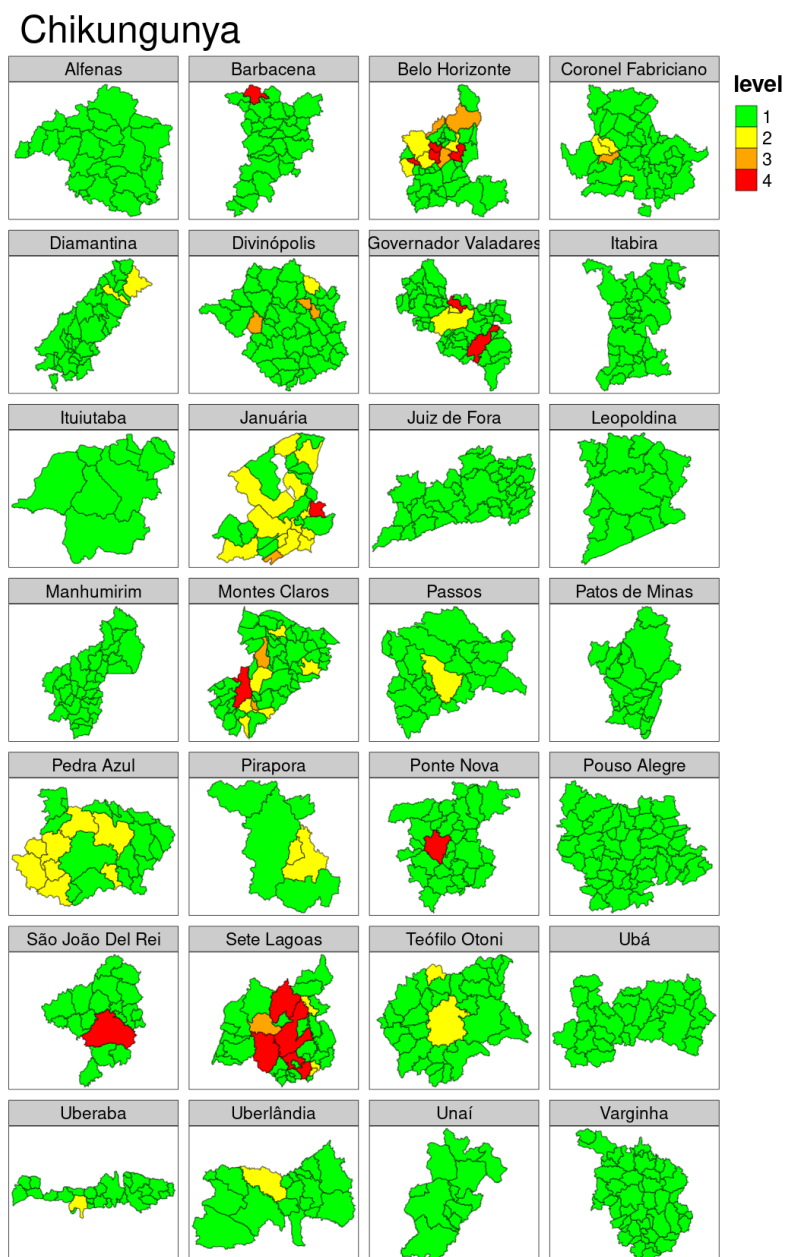 Chikungunya
Alfenas
Barbacena
Belo Horizonte
Coronel Fabriciano
level
1
2
3
4
Diamantina
Divinópolis
Governador Valadares
Itabira
Ituiutaba
Januária
Juiz de Fora
Leopoldina
Manhumirim
Montes Claros
Passos
Patos de Minas
Pedra Azul
Pirapora
Ponte Nova
Pouso Alegre
São João Del Rei
Sete Lagoas
Teófilo Otoni
Ubá
Uberaba
Uberlândia
Unaí
Varginha